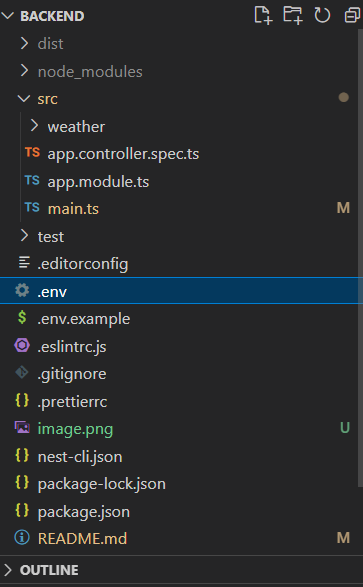 BACKEND
dist
node_modules
src
weather
TS app.controller.spec.ts
TS app.module.ts
TS main.ts M
test
.editorconfig
.env
$ .env.example
.eslintrc.js
.gitignore
{} .prettierrc
image.png U
{} nest-cli.json
{} package-lock.json
{} package.json
README.md M
OUTLINE